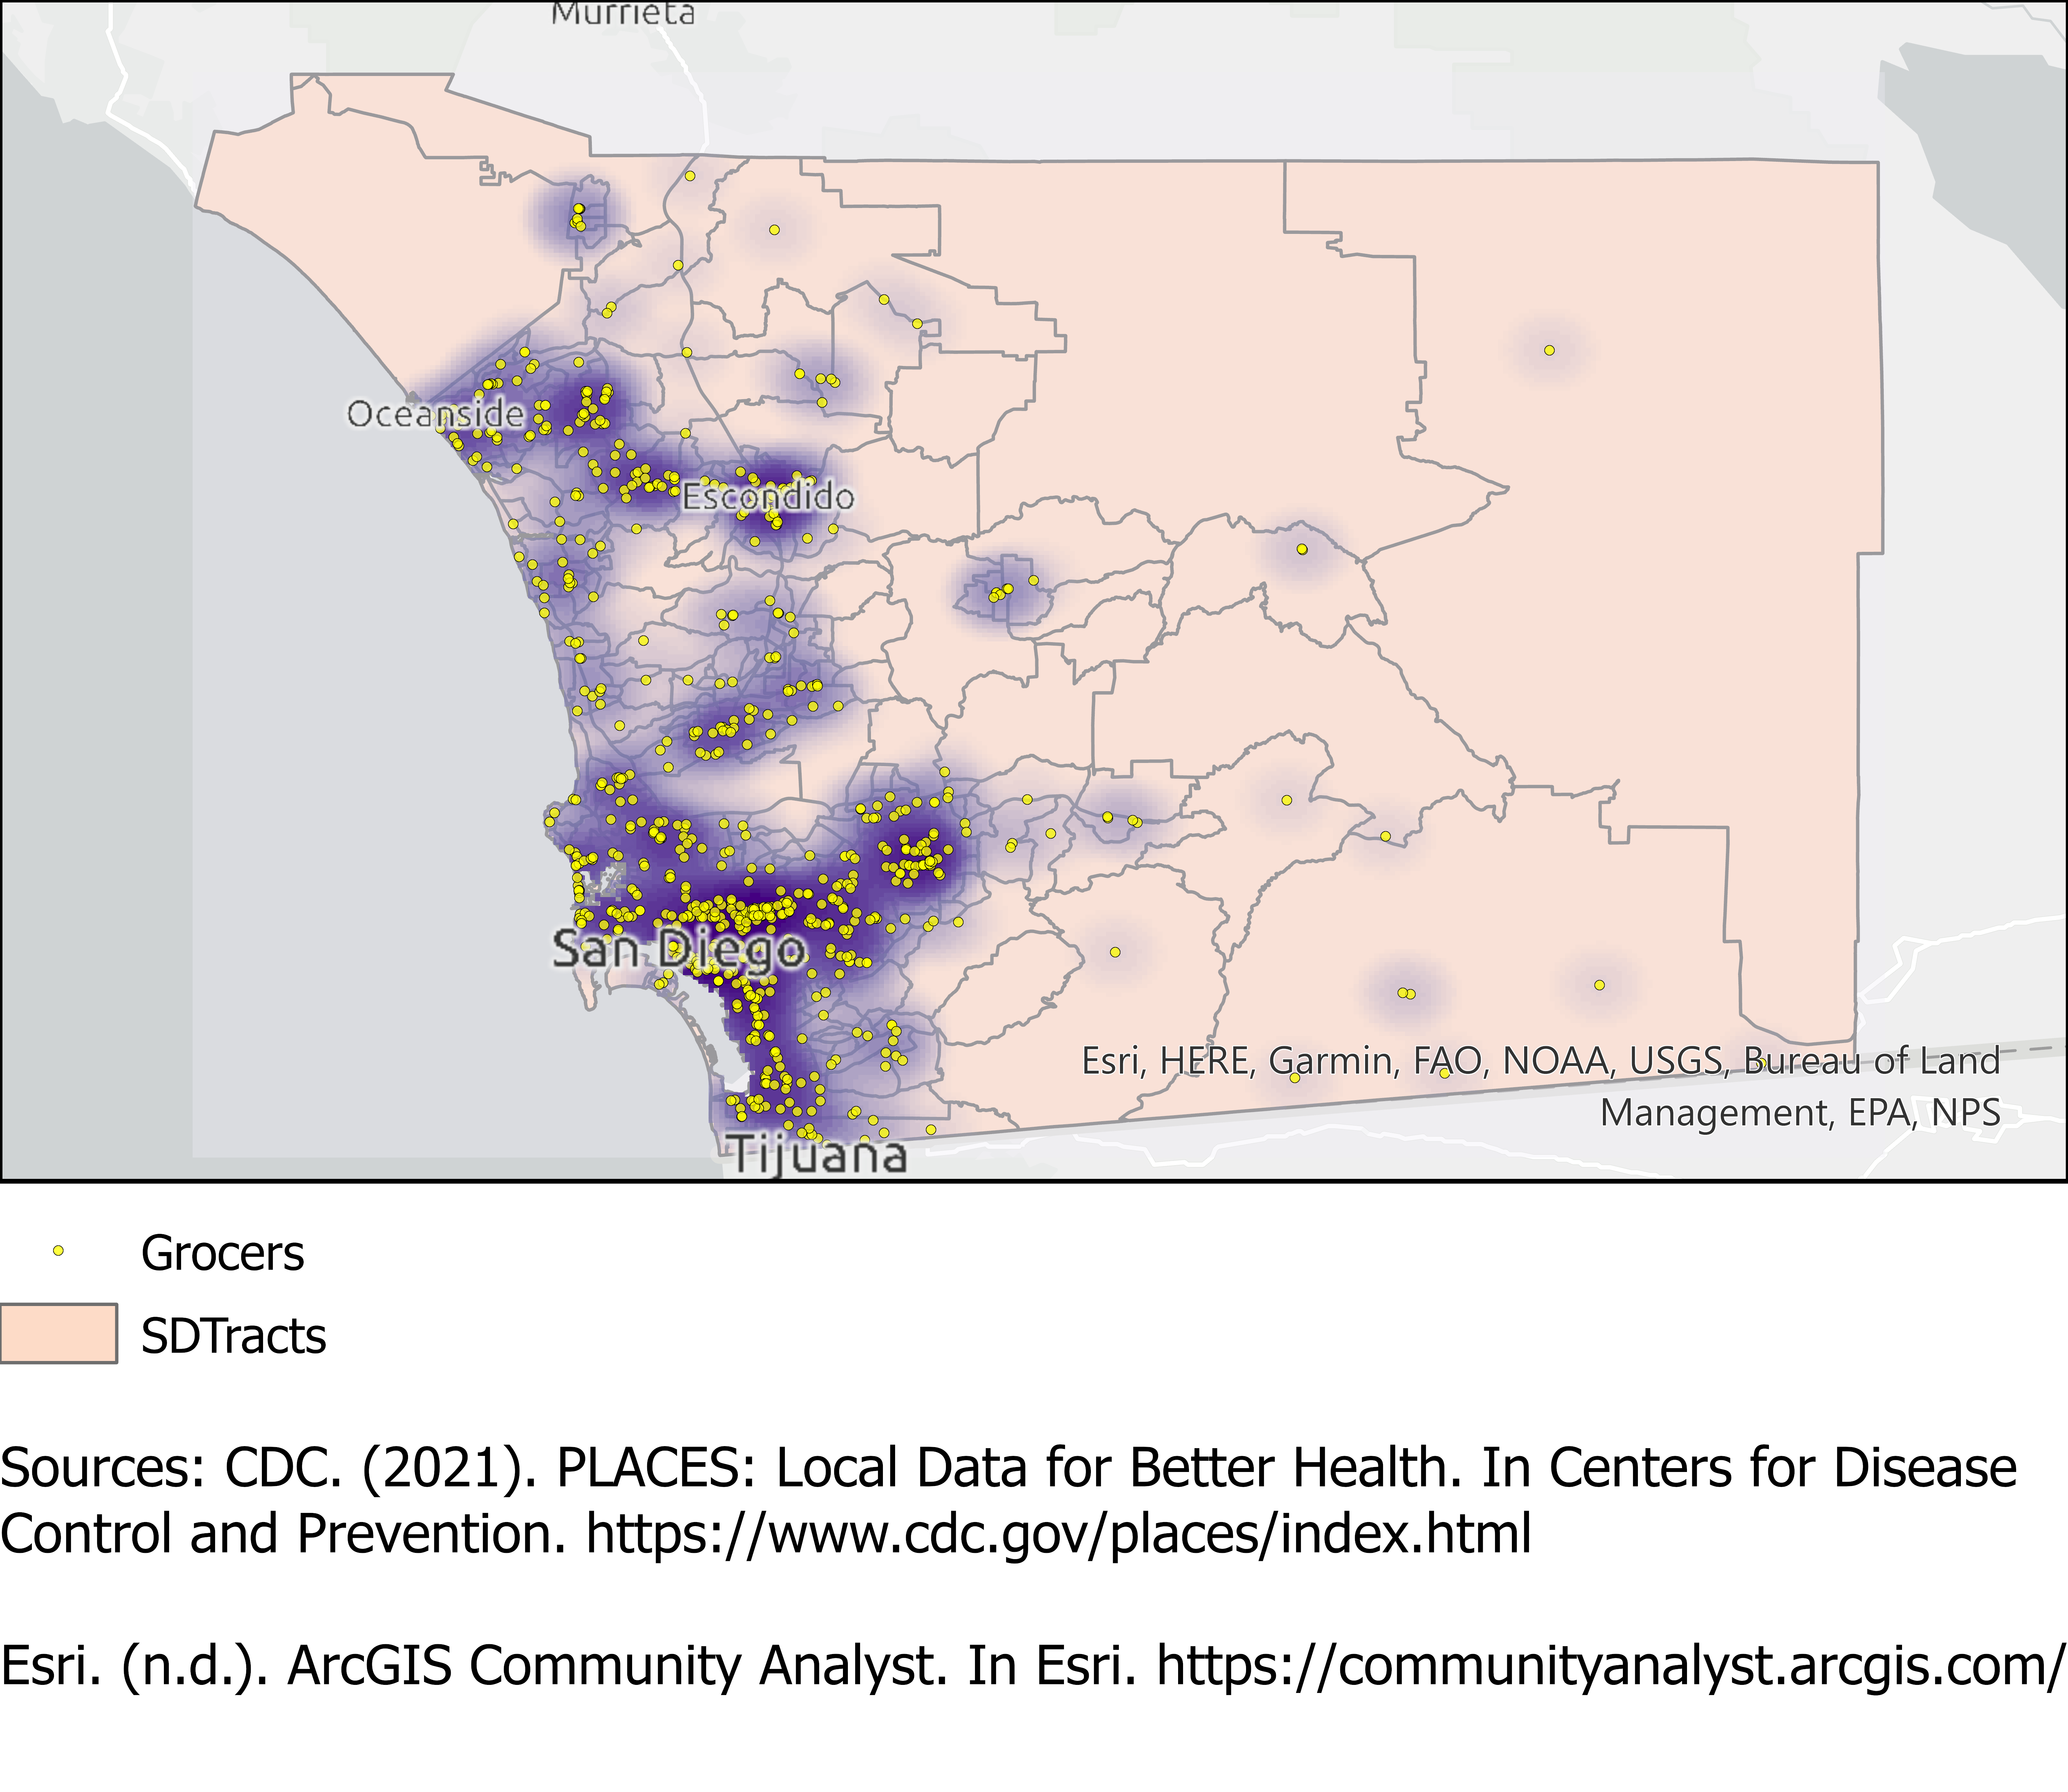 Murrieta
Oceanside
Escondido
San Diego
Esri, HERE, Garmin, FAO, NOAA, USGS, Bureau of Land
Management, EPA, NPS
Tijuana
Grocers
SDTracts
Sources: CDC. (2021). PLACES: Local Data for Better Health. In Centers for Disease
Control and Prevention. https://www.cdc.gov/places/index.html
Esri. (n.d.). ArcGIS Community Analyst. In Esri. https://communityanalyst.arcgis.com/